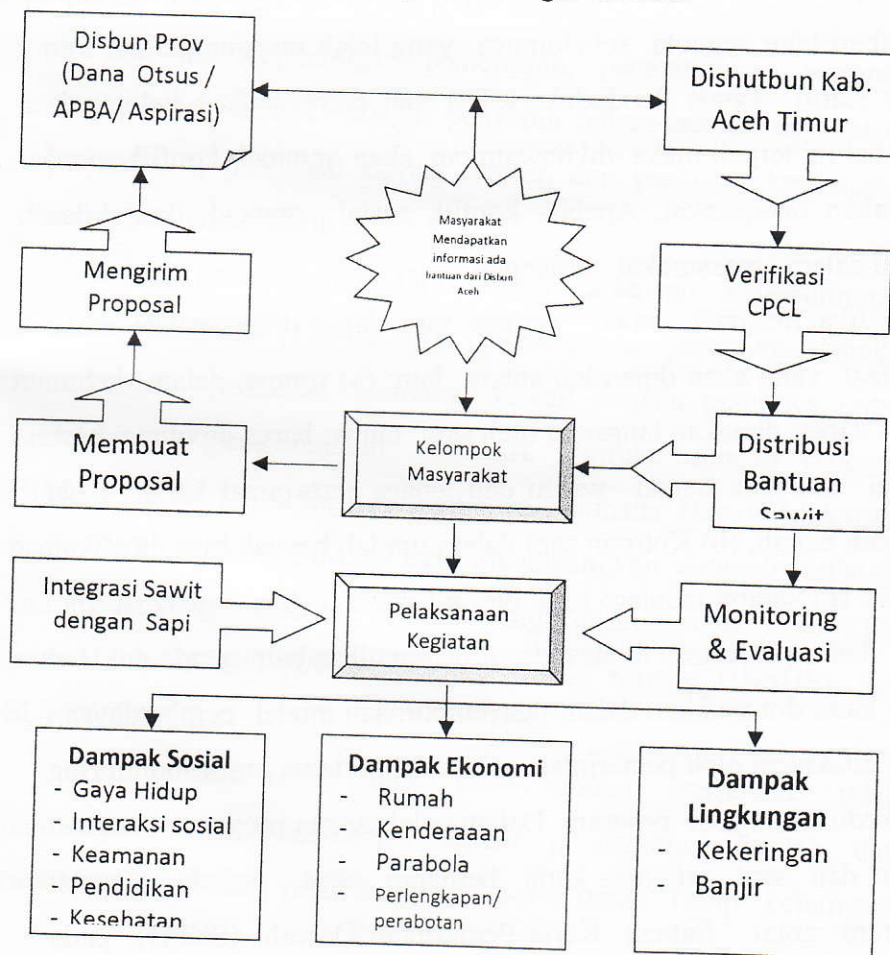 Disbun Prov
(Dana Otsus /
APBA/ Aspirasi)
Dishutbun Kab.
Aceh Timur
Masyarakat
Mendapatkan
informasi ada
bantuan dari Disbun
Aceh
Mengirim
Proposal
Verifikasi
CPCL
Membuat
Proposal
Kelompok
Masyarakat
Distribusi
Bantuan
Sawit
Integrasi Sawit
dengan Sapi
Pelaksanaan
Kegiatan
Monitoring
& Evaluasi
Dampak Sosial
- Gaya Hidup
- Interaksi sosial
- Keamanan
- Pendidikan
- Kesehatan
Dampak Ekonomi
- Rumah
- Kenderaaan
- Parabola
- Perlengkapan/
perabotan
Dampak
Lingkungan
- Kekeringan
Banjir